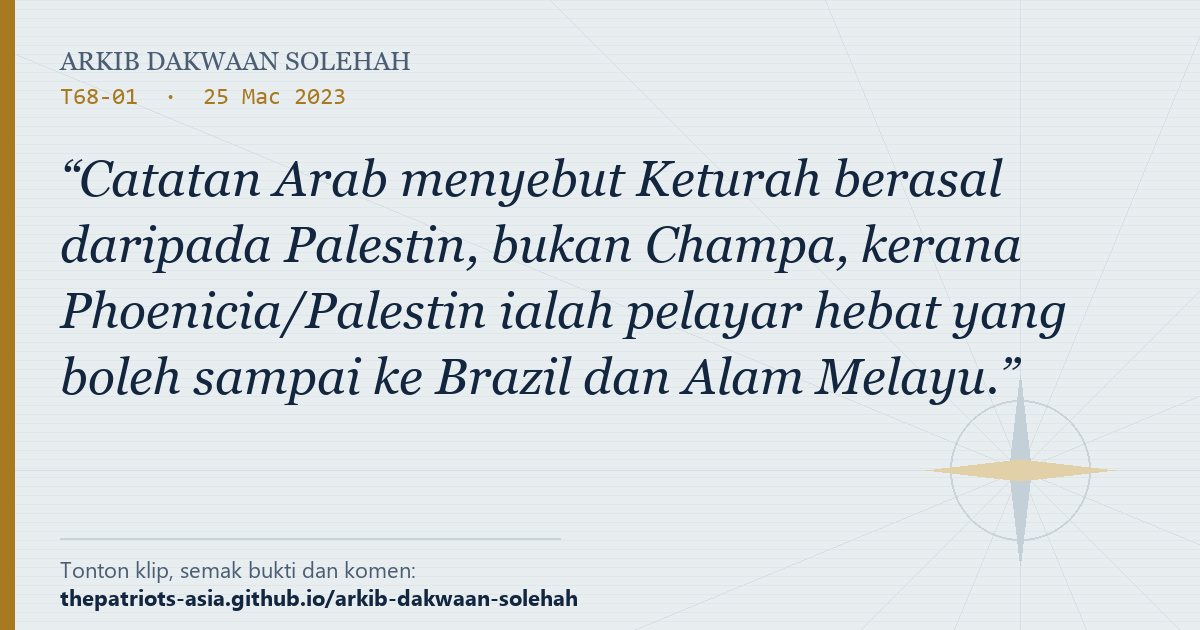 ARKIB DAKWAAN SOLEHAH
T68-01 · 25 Mac 2023
“Catatan Arab menyebut Keturah berasal
daripada Palestin, bukan Champa, kerana
Phoenicia/Palestin ialah pelayar hebat yang
boleh sampai ke Brazil dan Alam Melayu.”
Tonton klip, semak bukti dan komen:
thepatriots-asia.github.io/arkib-dakwaan-solehah